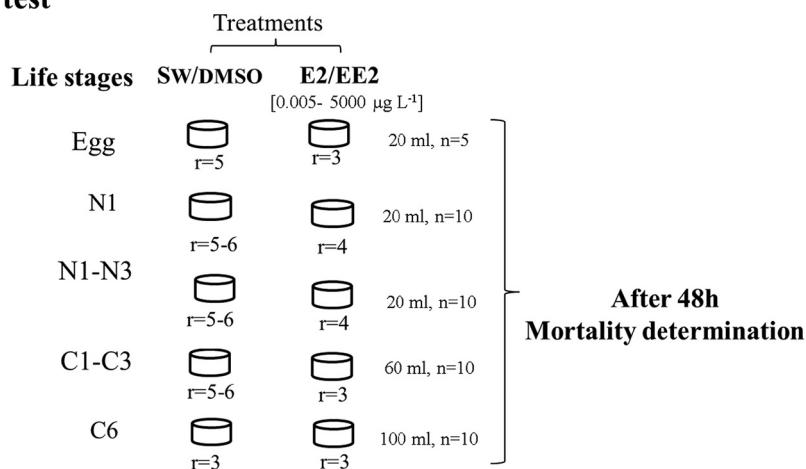 test
Treatments
Life stages SW/DMSO E2/EE2
[0.005- 5000 µg L⁻¹]
Egg 20 ml, n=5
r=5 r=3
N1 20 ml, n=10
r=5-6 r=4
N1-N3 20 ml, n=10
r=5-6 r=4
After 48h
Mortality determination
C1-C3 60 ml, n=10
r=5-6 r=3
C6 100 ml, n=10
r=3 r=3